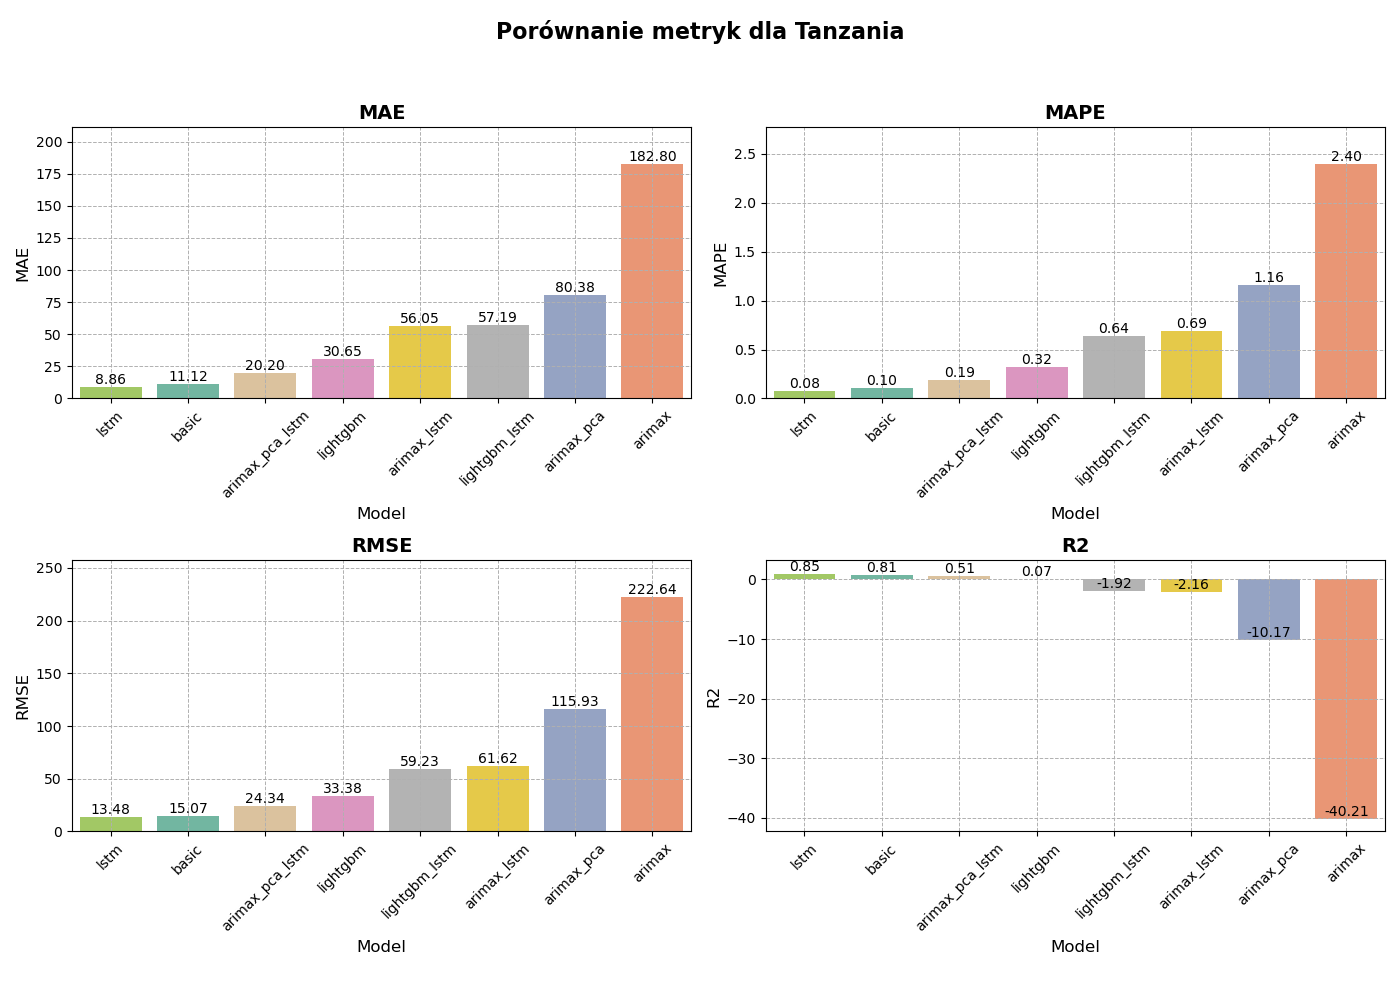 Porównanie metryk dla Tanzania
MAE
MAE
200
175
150
125
100
75
50
25
0
8.86
11.12
20.20
30.65
56.05
57.19
80.38
182.80
lstm
basic
arimax_pca_lstm
lightgbm
arimax_lstm
lightgbm_lstm
arimax_pca
arimax
Model
MAPE
MAPE
2.5
2.0
1.5
1.0
0.5
0.0
0.08
0.10
0.19
0.32
0.64
0.69
1.16
2.40
lstm
basic
arimax_pca_lstm
lightgbm
lightgbm_lstm
arimax_lstm
arimax_pca
arimax
Model
RMSE
RMSE
250
200
150
100
50
0
13.48
15.07
24.34
33.38
59.23
61.62
115.93
222.64
lstm
basic
arimax_pca_lstm
lightgbm
lightgbm_lstm
arimax_lstm
arimax_pca
arimax
Model
R2
R2
0
−10
−20
−30
−40
0.85
0.81
0.51
0.07
-1.92
-2.16
-10.17
-40.21
lstm
basic
arimax_pca_lstm
lightgbm
lightgbm_lstm
arimax_lstm
arimax_pca
arimax
Model